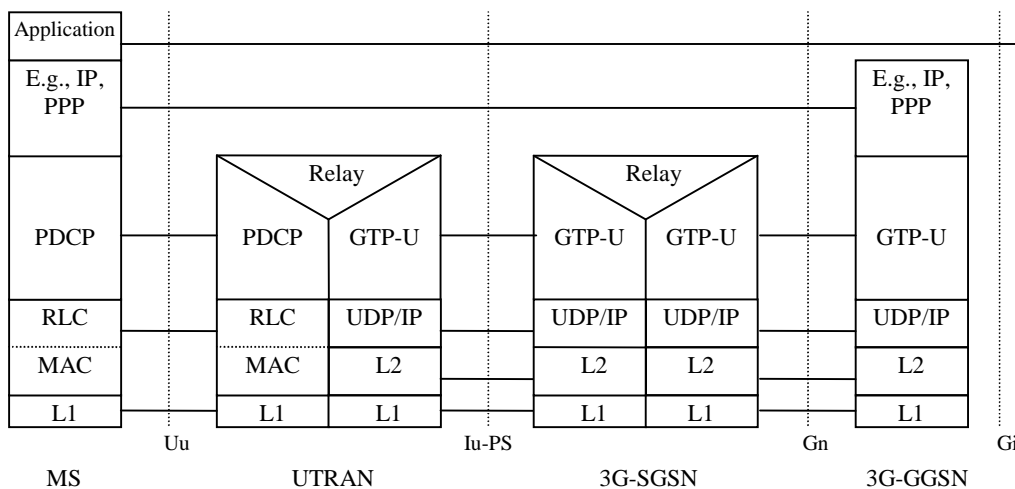 Application
E.g., IP,
PPP
E.g., IP,
PPP
Relay
Relay
PDCP
PDCP
GTP-U
GTP-U
GTP-U
GTP-U
RLC
RLC
UDP/IP
UDP/IP
UDP/IP
UDP/IP
MAC
MAC
L2
L2
L2
L2
L1
L1
L1
L1
L1
L1
Uu
Iu-PS
Gn
Gi
MS
UTRAN
3G-SGSN
3G-GGSN